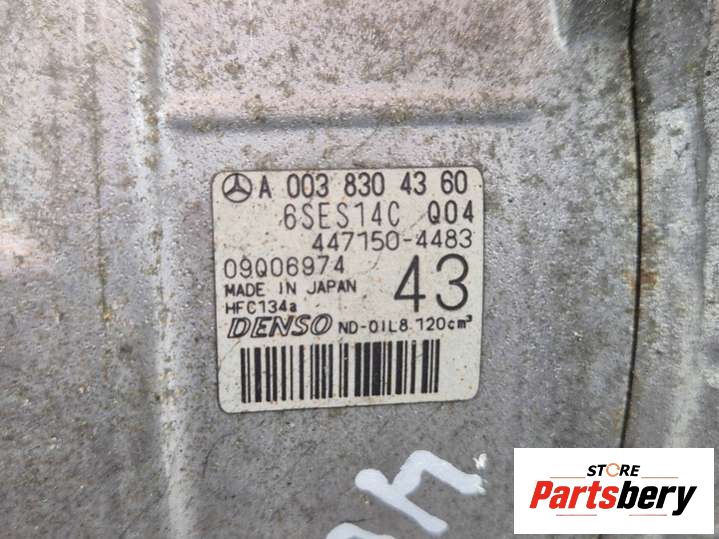 A 003 830 43 60
6SES14C Q04
447150-4483
09Q06974
43
MADE IN JAPAN
HFC134a
DENSO ND-OIL8 120cm³
STORE
Partsbery